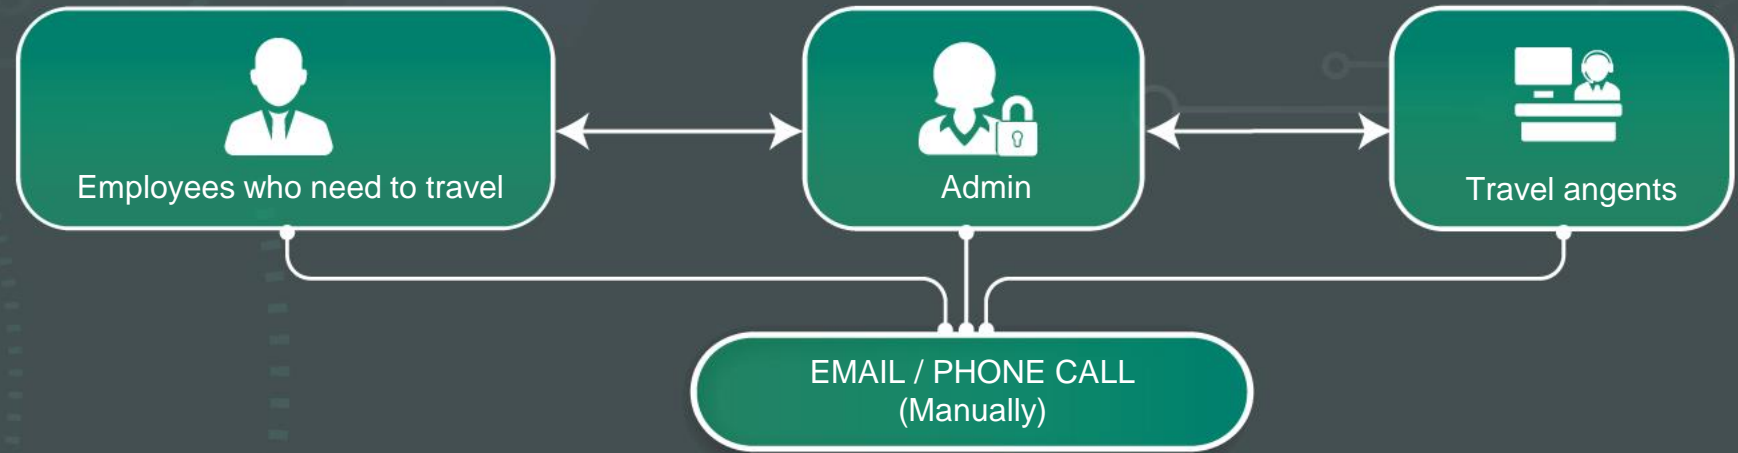 Employees who need to travel
Admin
Travel angents
EMAIL / PHONE CALL
(Manually)